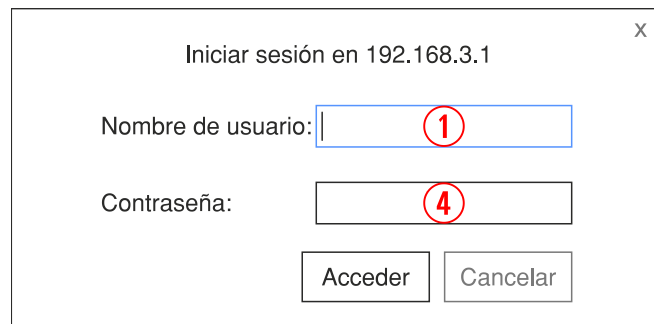 x
Iniciar sesión en 192.168.3.1
Nombre de usuario: 1
Contraseña: 4
Acceder Cancelar